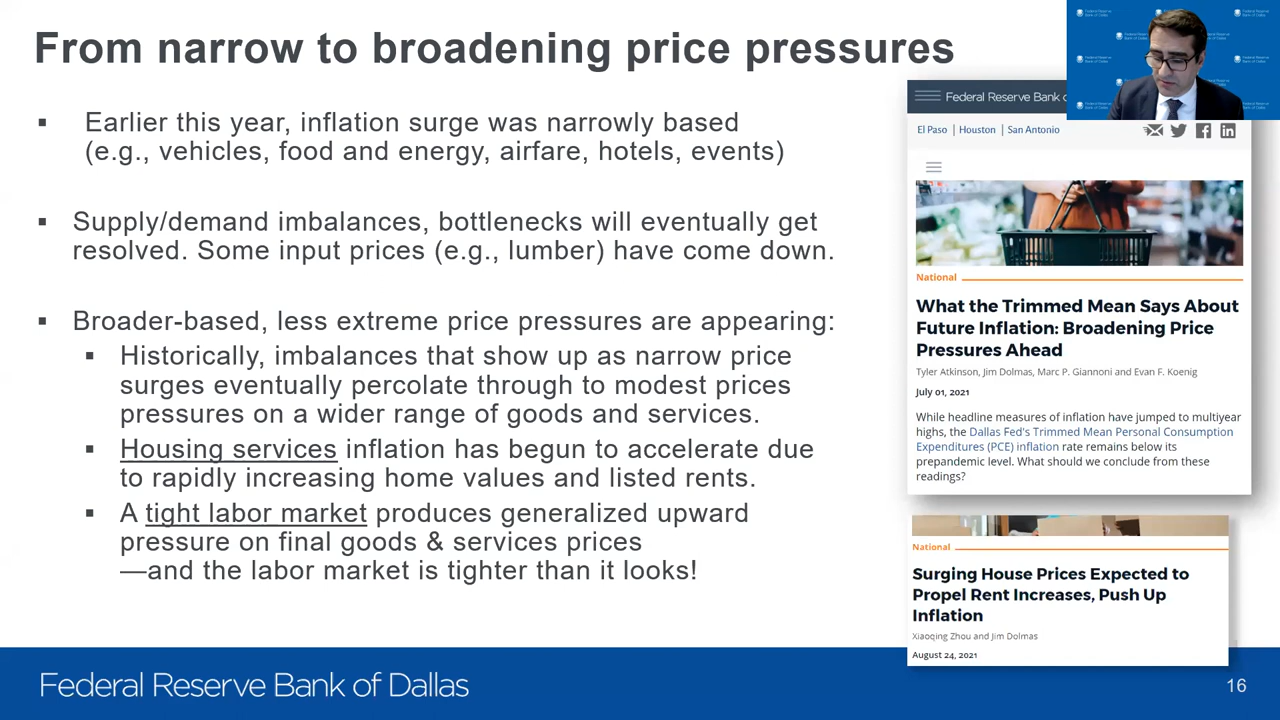 From narrow to broadening price pressures
▪ Earlier this year, inflation surge was narrowly based
(e.g., vehicles, food and energy, airfare, hotels, events)
▪ Supply/demand imbalances, bottlenecks will eventually get
resolved. Some input prices (e.g., lumber) have come down.
▪ Broader-based, less extreme price pressures are appearing:
▪ Historically, imbalances that show up as narrow price
surges eventually percolate through to modest prices
pressures on a wider range of goods and services.
▪ Housing services inflation has begun to accelerate due
to rapidly increasing home values and listed rents.
▪ A tight labor market produces generalized upward
pressure on final goods & services prices
—and the labor market is tighter than it looks!
Federal Reserve Bank
El Paso | Houston | San Antonio
National
What the Trimmed Mean Says About
Future Inflation: Broadening Price
Pressures Ahead
Tyler Atkinson, Jim Dolmas, Marc P. Giannoni and Evan F. Koenig
July 01, 2021
While headline measures of inflation have jumped to multiyear
highs, the Dallas Fed's Trimmed Mean Personal Consumption
Expenditures (PCE) inflation rate remains below its
prepandemic level. What should we conclude from these
readings?
National
Surging House Prices Expected to
Propel Rent Increases, Push Up
Inflation
Xiaoqing Zhou and Jim Dolmas
August 24, 2021
Federal Reserve Bank of Dallas
16